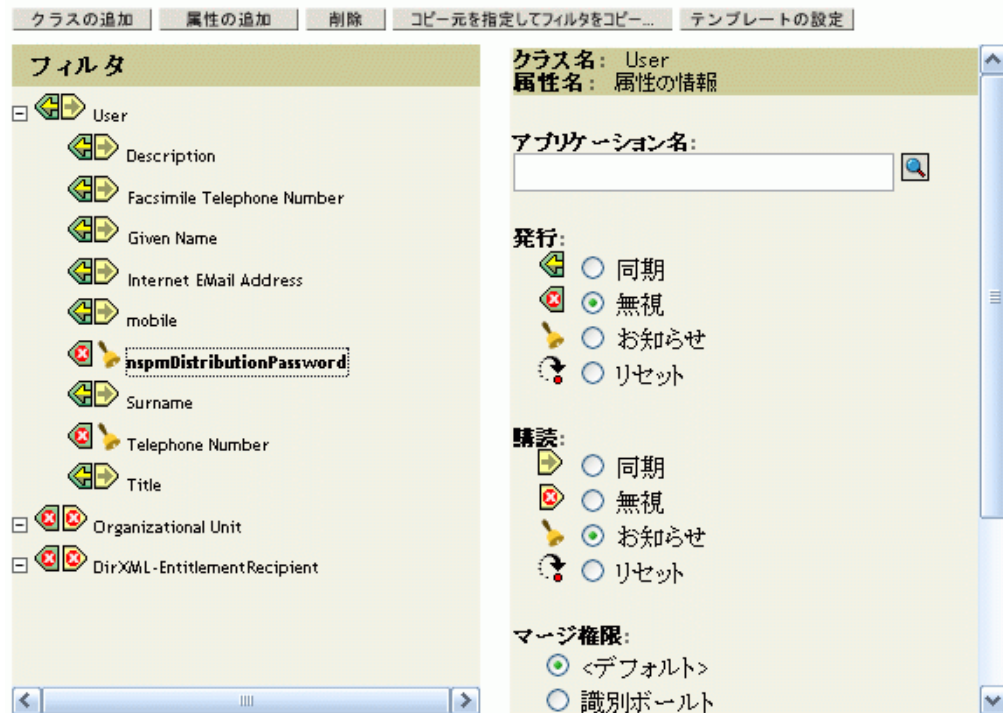 クラスの追加 属性の追加 削除 コピー元を指定してフィルタをコピー... テンプレートの設定
フィルタ
User
Description
Facsimile Telephone Number
Given Name
Internet EMail Address
mobile
nspmDistributionPassword
Surname
Telephone Number
Title
Organizational Unit
DirXML-EntitlementRecipient
クラス名: User
属性名: 属性の情報
アプリケーション名:
発行:
同期
無視
お知らせ
リセット
購読:
同期
無視
お知らせ
リセット
マージ権限:
<デフォルト>
識別ボールト